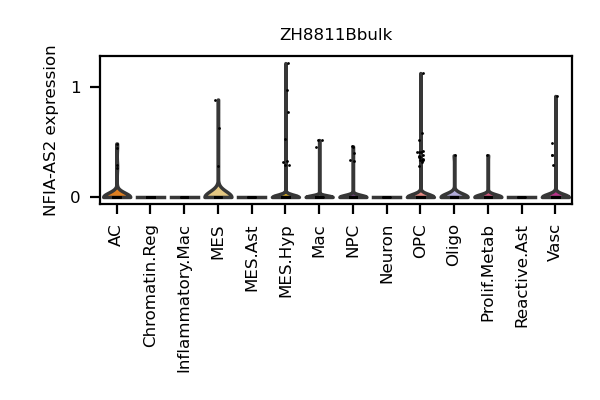 ZH8811Bbulk
NFIA-AS2 expression
1
0
AC
Chromatin.Reg
Inflammatory.Mac
MES
MES.Ast
MES.Hyp
Mac
NPC
Neuron
OPC
Oligo
Prolif.Metab
Reactive.Ast
Vasc